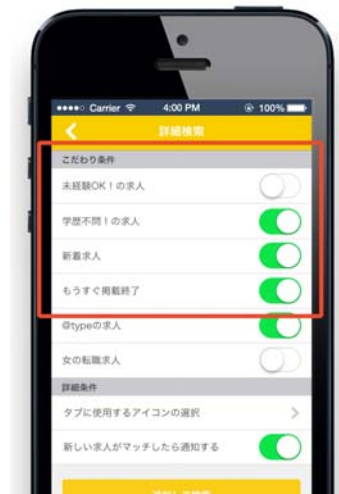 Carrier 4:00 PM 100%
詳細検索
こだわり条件
未経験OK！の求人
学歴不問！の求人
新着求人
もうすぐ掲載終了
@typeの求人
女の転職求人
詳細条件
タブに使用するアイコンの選択
新しい求人がマッチしたら通知する